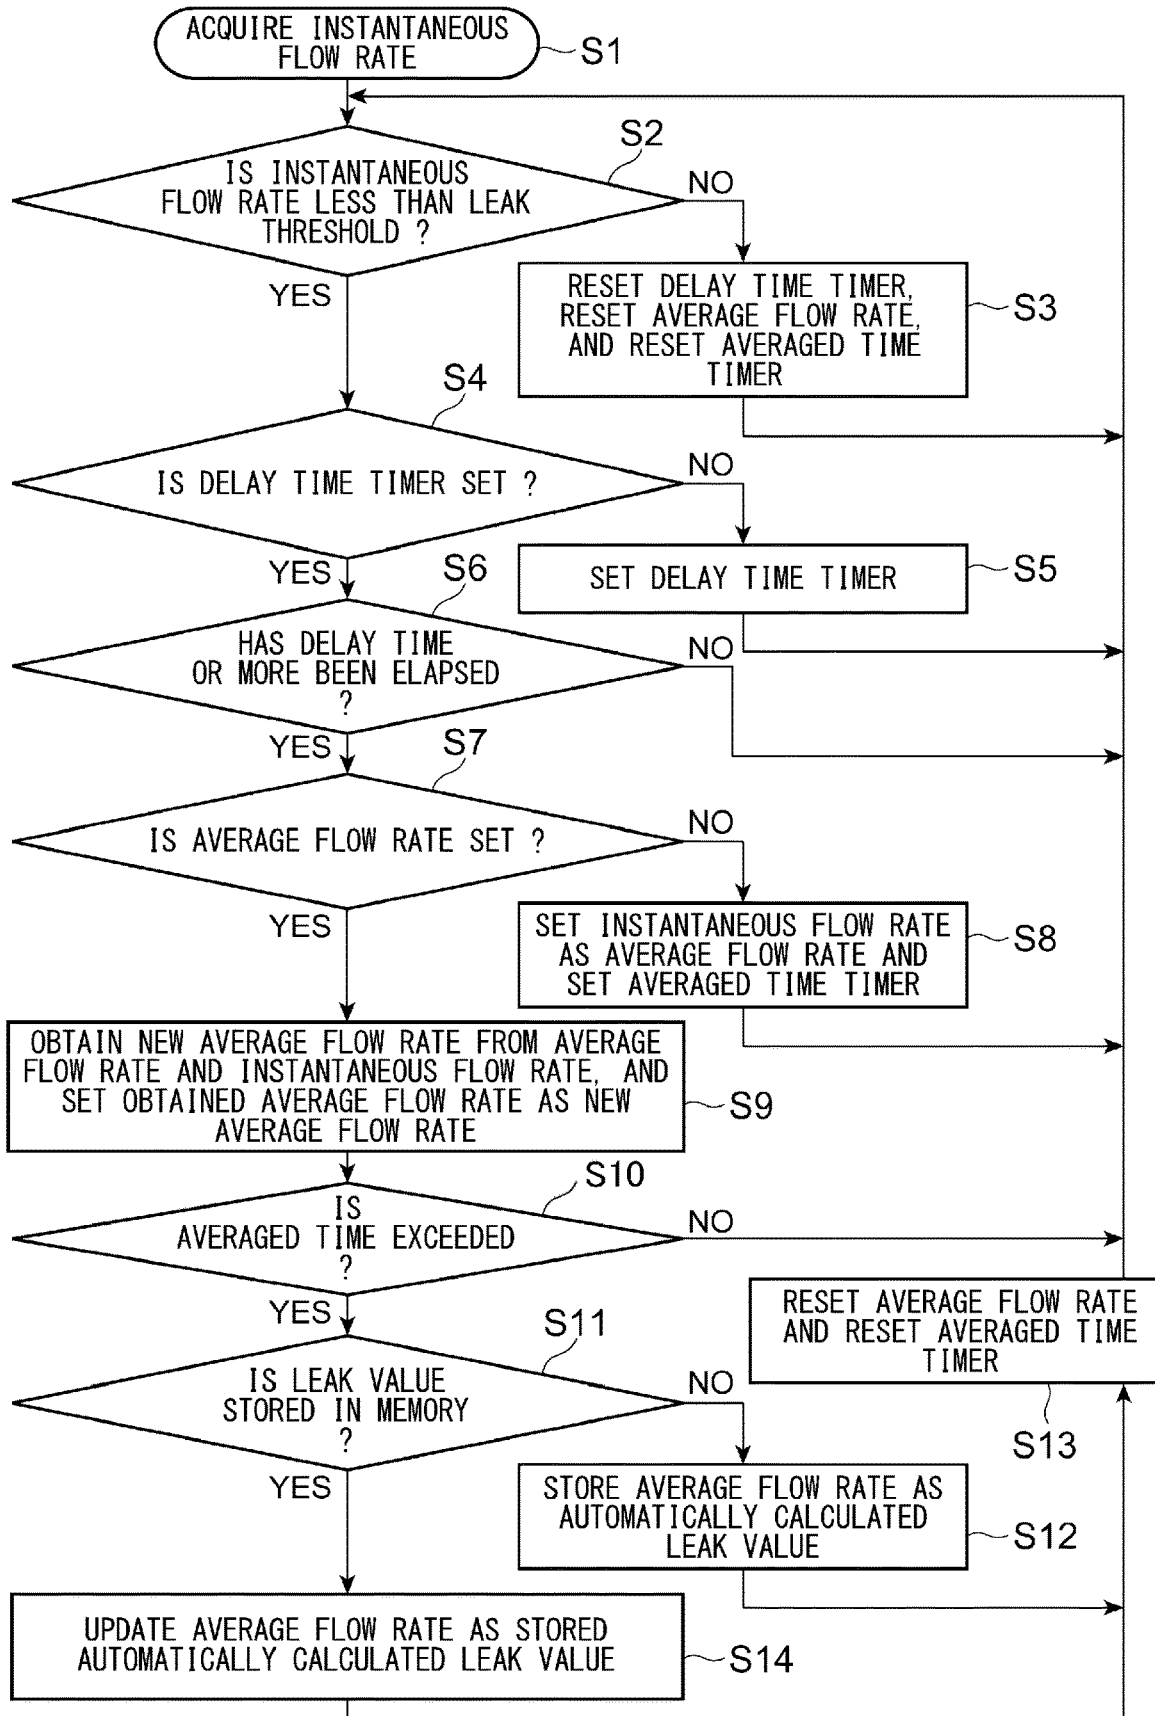 ACQUIRE INSTANTANEOUS
FLOW RATE
S1
S2
IS INSTANTANEOUS
FLOW RATE LESS THAN LEAK
THRESHOLD ?
NO
YES
RESET DELAY TIME TIMER,
RESET AVERAGE FLOW RATE,
AND RESET AVERAGED TIME
TIMER
S3
S4
IS DELAY TIME TIMER SET ?
NO
YES
SET DELAY TIME TIMER
S5
S6
HAS DELAY TIME
OR MORE BEEN ELAPSED
?
NO
YES
S7
IS AVERAGE FLOW RATE SET ?
NO
YES
SET INSTANTANEOUS FLOW RATE
AS AVERAGE FLOW RATE AND
SET AVERAGED TIME TIMER
S8
OBTAIN NEW AVERAGE FLOW RATE FROM AVERAGE
FLOW RATE AND INSTANTANEOUS FLOW RATE, AND
SET OBTAINED AVERAGE FLOW RATE AS NEW
AVERAGE FLOW RATE
S9
S10
IS
AVERAGED TIME EXCEEDED
?
NO
YES
RESET AVERAGE FLOW RATE
AND RESET AVERAGED TIME
TIMER
S13
S11
IS LEAK VALUE
STORED IN MEMORY
?
NO
YES
STORE AVERAGE FLOW RATE AS
AUTOMATICALLY CALCULATED
LEAK VALUE
S12
UPDATE AVERAGE FLOW RATE AS STORED
AUTOMATICALLY CALCULATED LEAK VALUE
S14